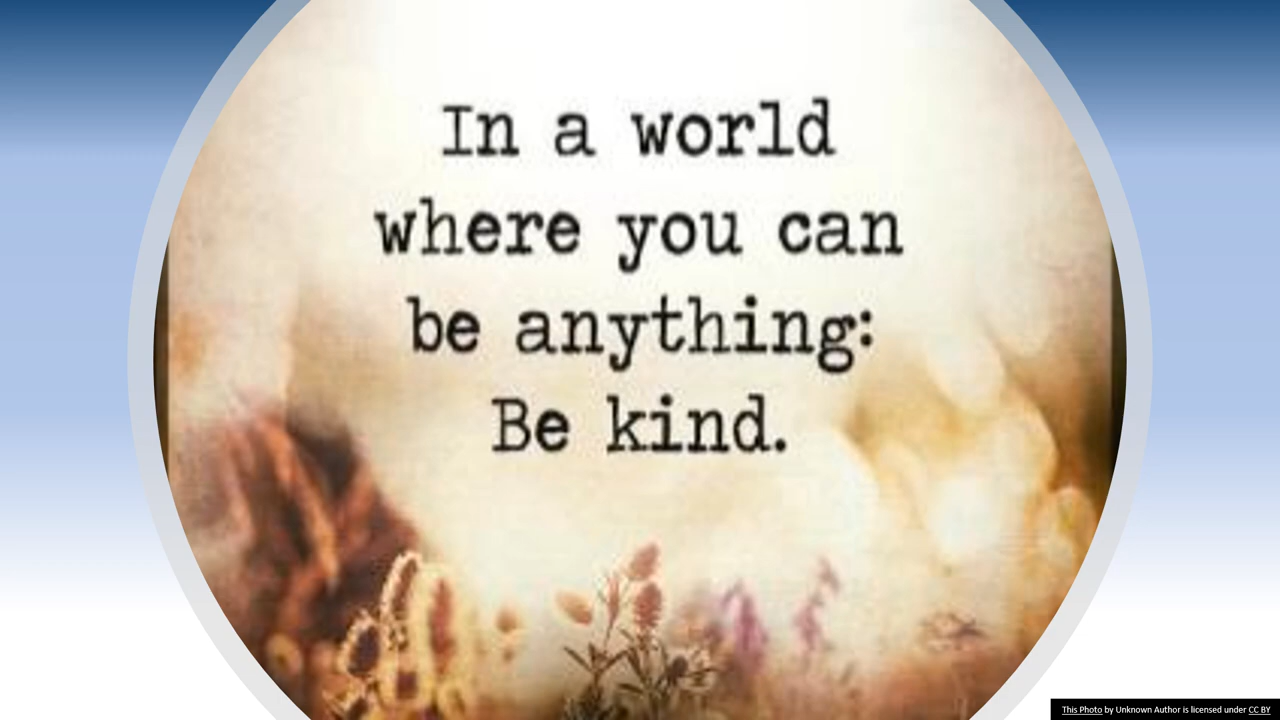 In a world
where you can
be anything:
Be kind.
This Photo by Unknown Author is licensed under CC BY